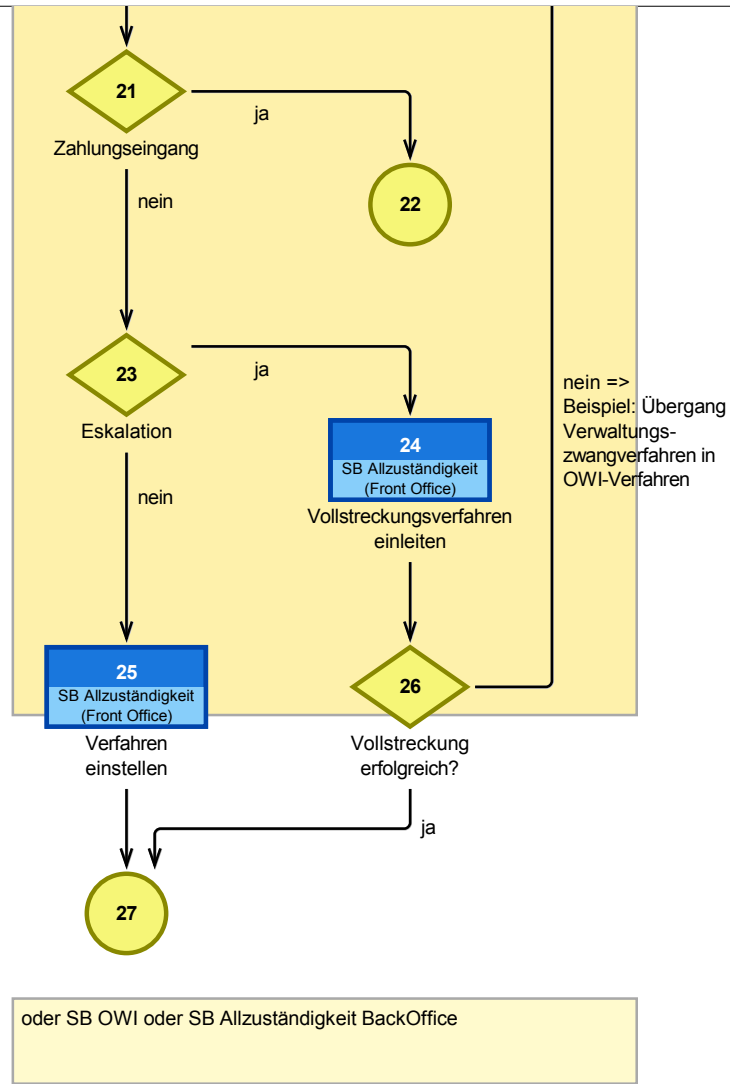 21
ja
Zahlungseingang
nein
22
23
ja
Eskalation
nein =>
Beispiel: Übergang
Verwaltungs-
zwangverfahren in
OWI-Verfahren
24
SB Allzuständigkeit
(Front Office)
nein
Vollstreckungsverfahren
einleiten
25
SB Allzuständigkeit
(Front Office)
26
Verfahren
einstellen
Vollstreckung
erfolgreich?
ja
27
oder SB OWI oder SB Allzuständigkeit BackOffice